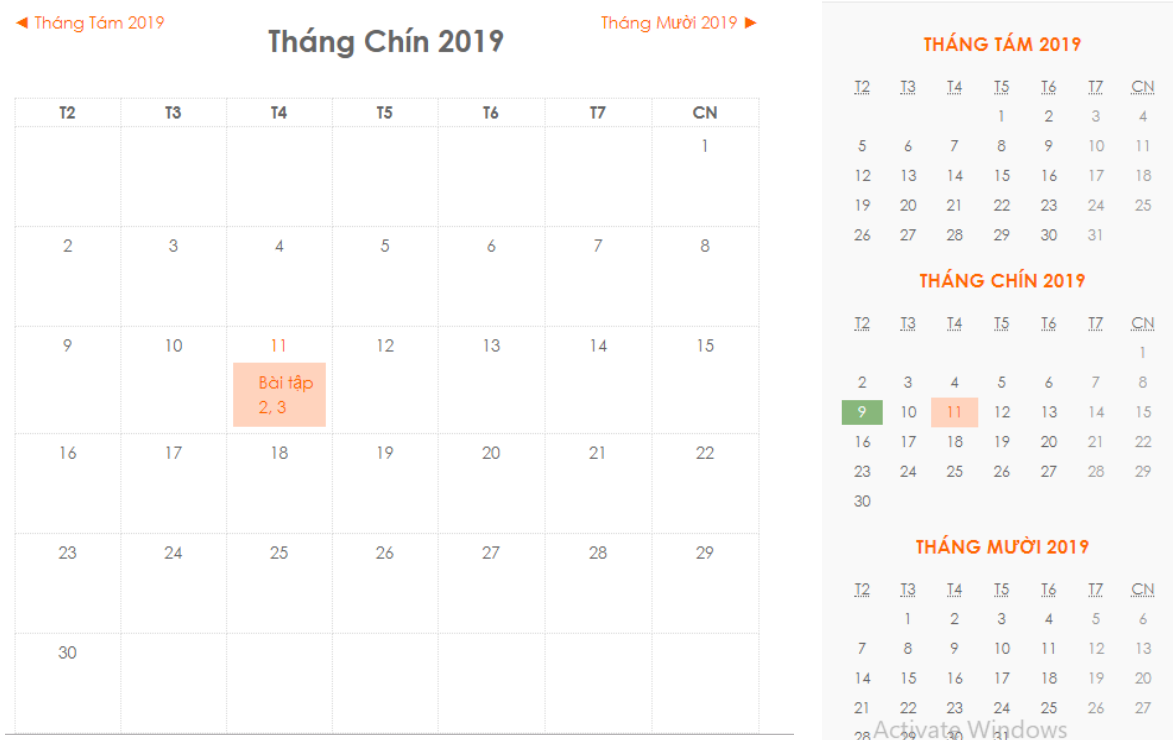 ◄ Tháng Tám 2019
Tháng Chín 2019
Tháng Mười 2019 ►
T2 T3 T4 T5 T6 T7 CN
1
2 3 4 5 6 7 8
9 10 11 12 13 14 15
Bài tập
2, 3
16 17 18 19 20 21 22
23 24 25 26 27 28 29
30
THÁNG TÁM 2019
T2 T3 T4 T5 T6 T7 CN
1 2 3 4
5 6 7 8 9 10 11
12 13 14 15 16 17 18
19 20 21 22 23 24 25
26 27 28 29 30 31
THÁNG CHÍN 2019
T2 T3 T4 T5 T6 T7 CN
1
2 3 4 5 6 7 8
9 10 11 12 13 14 15
16 17 18 19 20 21 22
23 24 25 26 27 28 29
30
THÁNG MƯỜI 2019
T2 T3 T4 T5 T6 T7 CN
1 2 3 4 5 6
7 8 9 10 11 12 13
14 15 16 17 18 19 20
21 22 23 24 25 26 27
28 29 30 31
Activate Windows